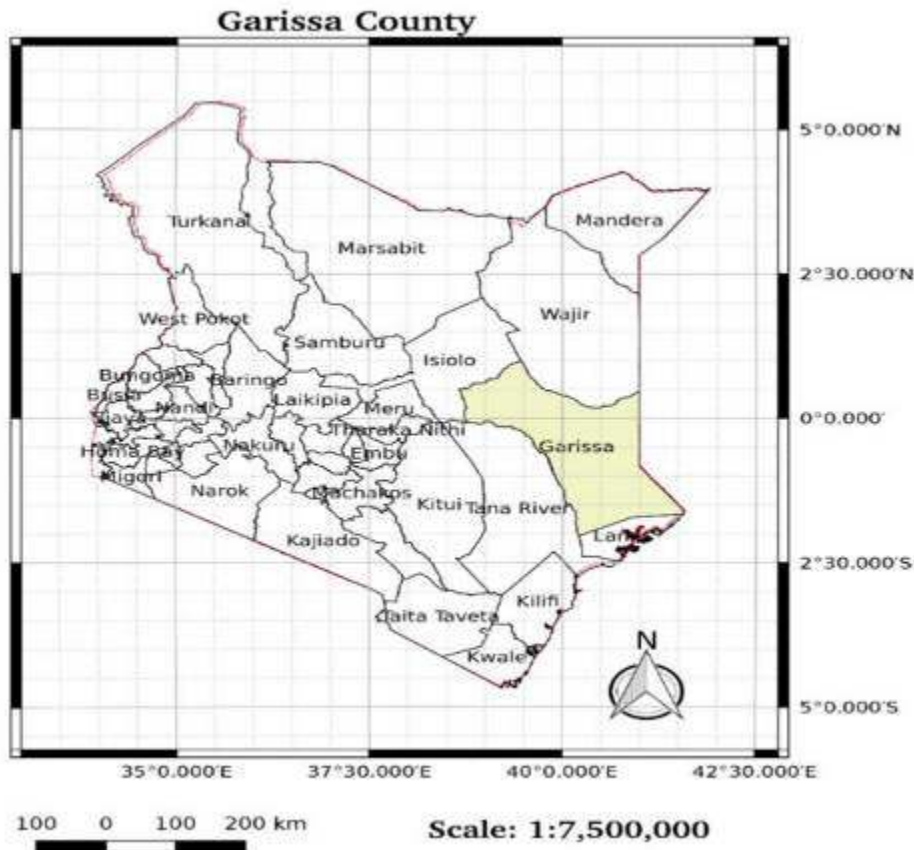 Garissa County
5°0.000'N
Turkana
Mandera
Marsabit
2°30.000'N
Wajir
West Pokot
Samburu
Isiolo
Bungoma
Baringo
Busia
Laikipia
Nandi
Meru
0°0.000'
Tharaka Nithi
Nakuru
Garissa
Homa Bay
Embu
Migori
Narok
Machakos
Kitui
Tana River
Kajiado
2°30.000'S
Kilifi
Taita Taveta
Kwale
N
5°0.000'S
35°0.000'E
37°30.000'E
40°0.000'E
42°30.000'E
100 0 100 200 km
Scale: 1:7,500,000